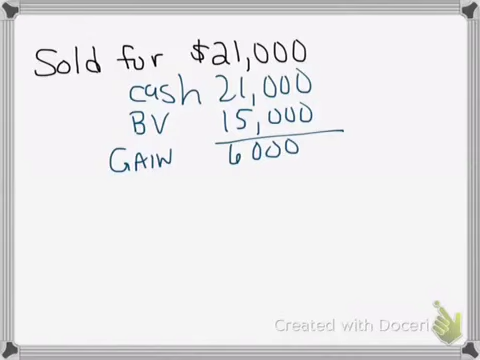 Sold for $21,000
cash 21,000
BV 15,000
GAIN 6000
Created with Doceri